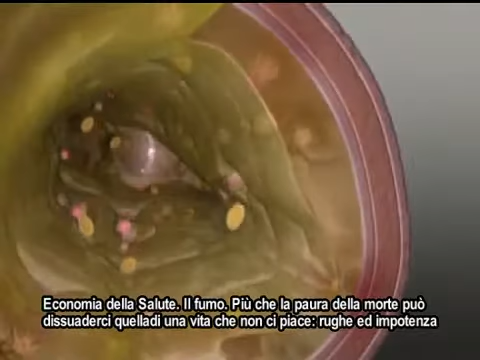 Economia della Salute. Il fumo. Più che la paura della morte può
dissuaderci quelladi una vita che non ci piace: rughe ed impotenza